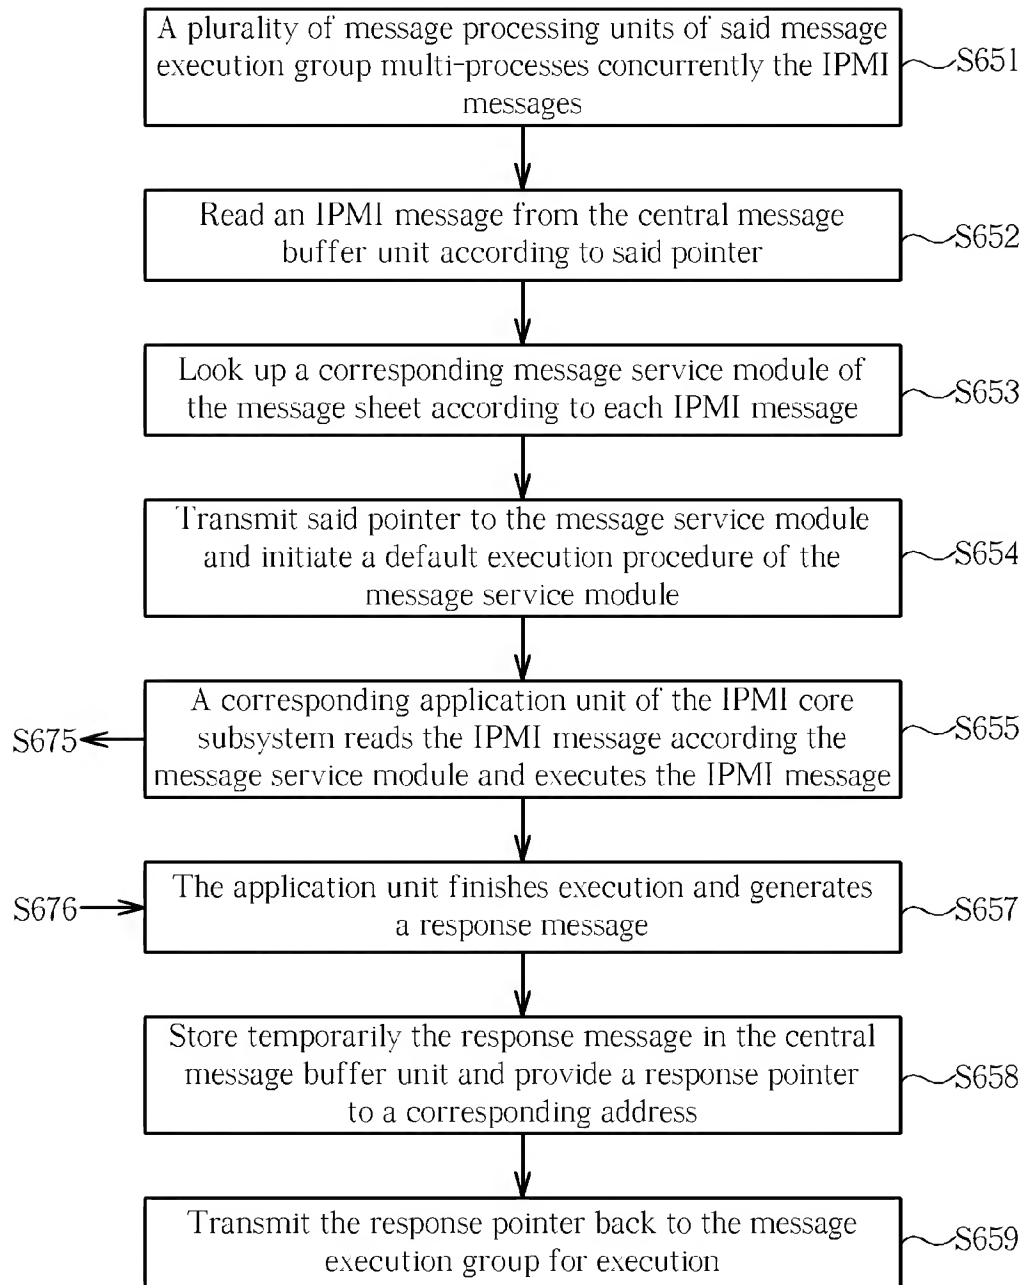 A plurality of message processing units of said message
execution group multi-processes concurrently the IPMI
messages
S651
Read an IPMI message from the central message
buffer unit according to said pointer
S652
Look up a corresponding message service module of
the message sheet according to each IPMI message
S653
Transmit said pointer to the message service module
and initiate a default execution procedure of the
message service module
S654
A corresponding application unit of the IPMI core
subsystem reads the IPMI message according the
message service module and executes the IPMI message
S655
S675
The application unit finishes execution and generates
a response message
S657
S676
Store temporarily the response message in the central
message buffer unit and provide a response pointer
to a corresponding address
S658
Transmit the response pointer back to the message
execution group for execution
S659